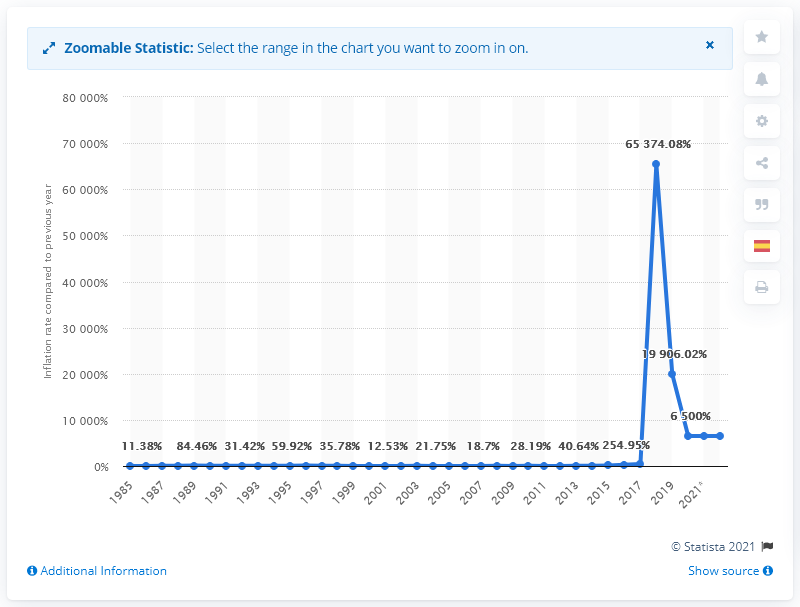 Zoomable Statistic: Select the range in the chart you want to zoom in on.
×
80 000%
70 000%
60 000%
50 000%
40 000%
30 000%
20 000%
10 000%
0%
Inflation rate compared to previous year
65 374.08%
19 906.02%
6 500%
11.38% 84.46% 31.42% 59.92% 35.78% 12.53% 21.75% 18.7% 28.19% 40.64% 254.95%
1985 1987 1989 1991 1993 1995 1997 1999 2001 2003 2005 2007 2009 2011 2013 2015 2017 2019 2021*
© Statista 2021
Additional Information
Show source